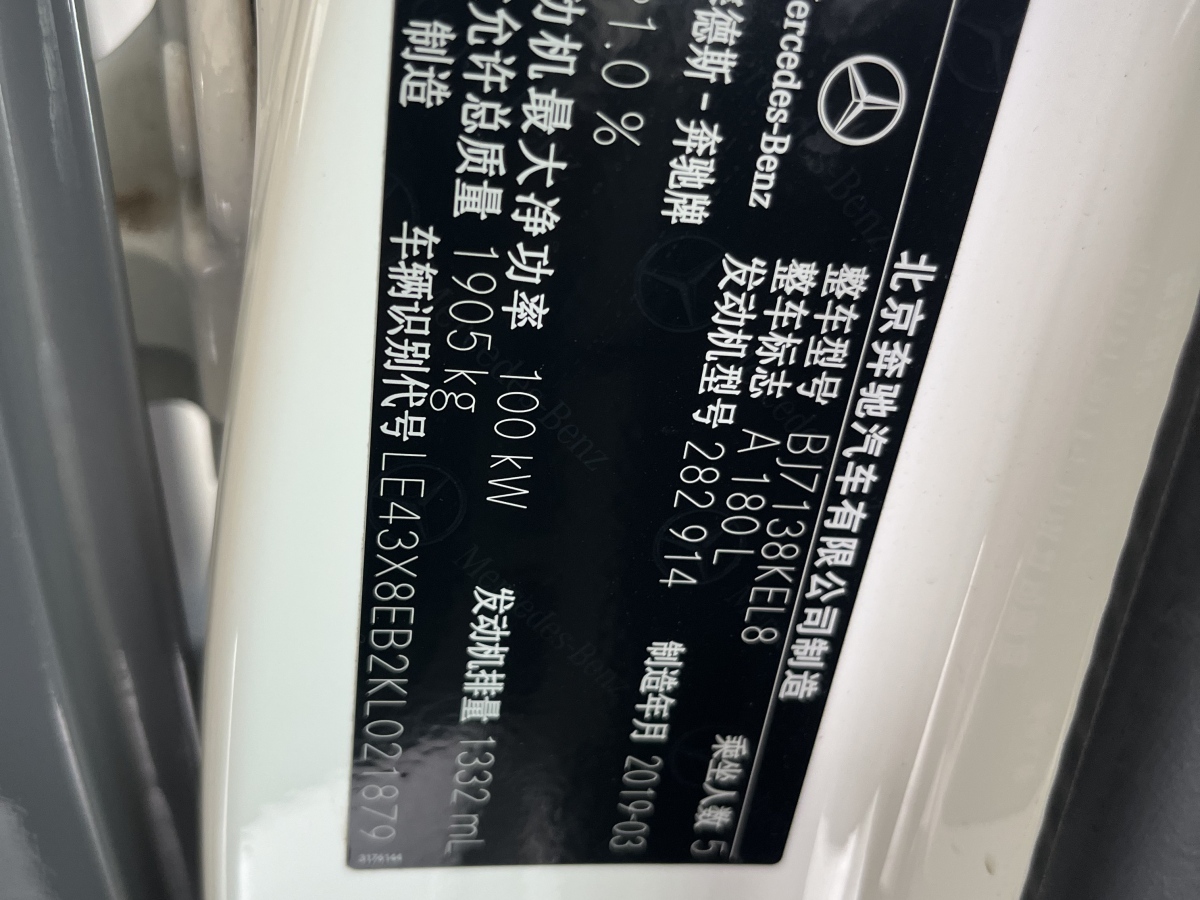 北京奔驰汽车有限公司制造
Mercedes-Benz
整车型号 BJ7138KEL8
乘坐人数 5
德斯-奔驰牌
整车标志 A 180 L
发动机型号 282 914
制造年月 2019-03
1.0 %
动机最大净功率 100 kW
发动机排量 1332 mL
允许总质量 1905 kg
制造
车辆识别代号 LE43X8EB2KL021879